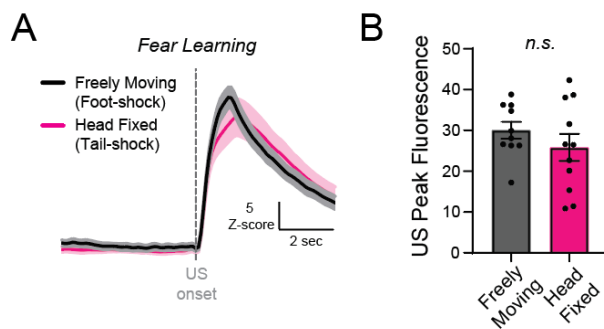 A
Fear Learning
Freely Moving
(Foot-shock)
Head Fixed
(Tail-shock)
5
Z-score
2 sec
US
onset
B
n.s.
US Peak Fluorescence
50
40
30
20
10
0
Freely
Moving
Head
Fixed